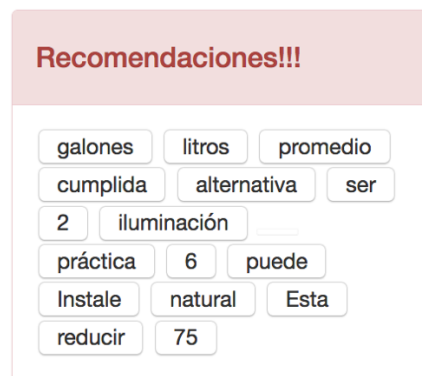 Recomendaciones!!!
galones litros promedio
cumplida alternativa ser
2 iluminación
práctica 6 puede
Instale natural Esta
reducir 75